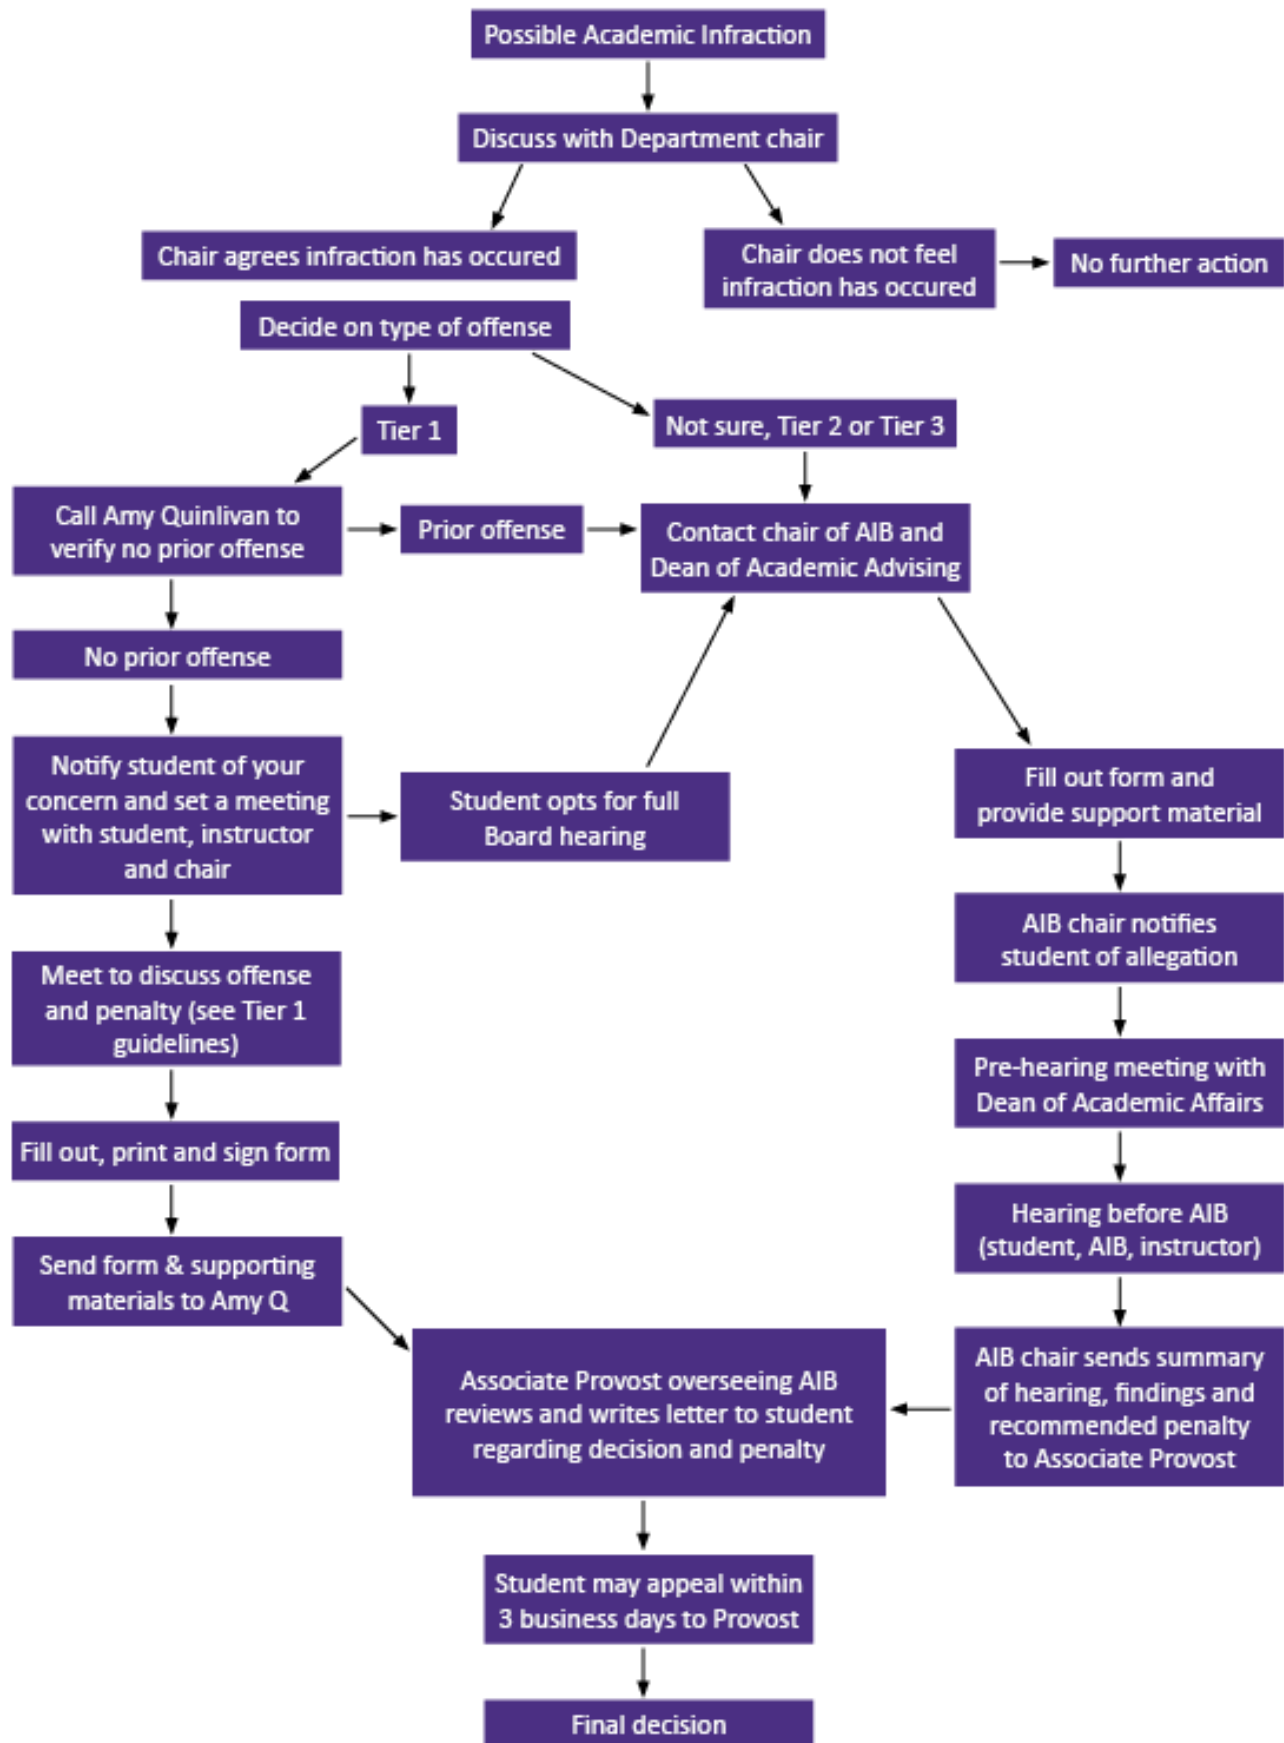 Possible Academic Infraction
Discuss with Department chair
Chair agrees infraction has occured
Chair does not feel
infraction has occured
No further action
Decide on type of offense
Tier 1
Not sure, Tier 2 or Tier 3
Call Amy Quinlivan to
verify no prior offense
Prior offense
Contact chair of AIB and
Dean of Academic Advising
No prior offense
Notify student of your
concern and set a meeting
with student, instructor
and chair
Student opts for full
Board hearing
Fill out form and
provide support material
AIB chair notifies
student of allegation
Meet to discuss offense
and penalty (see Tier 1
guidelines)
Pre-hearing meeting with
Dean of Academic Affairs
Fill out, print and sign form
Hearing before AIB
(student, AIB, instructor)
Send form & supporting
materials to Amy Q
AIB chair sends summary
of hearing, findings and
recommended penalty
to Associate Provost
Associate Provost overseeing AIB
reviews and writes letter to student
regarding decision and penalty
Student may appeal within
3 business days to Provost
Final decision